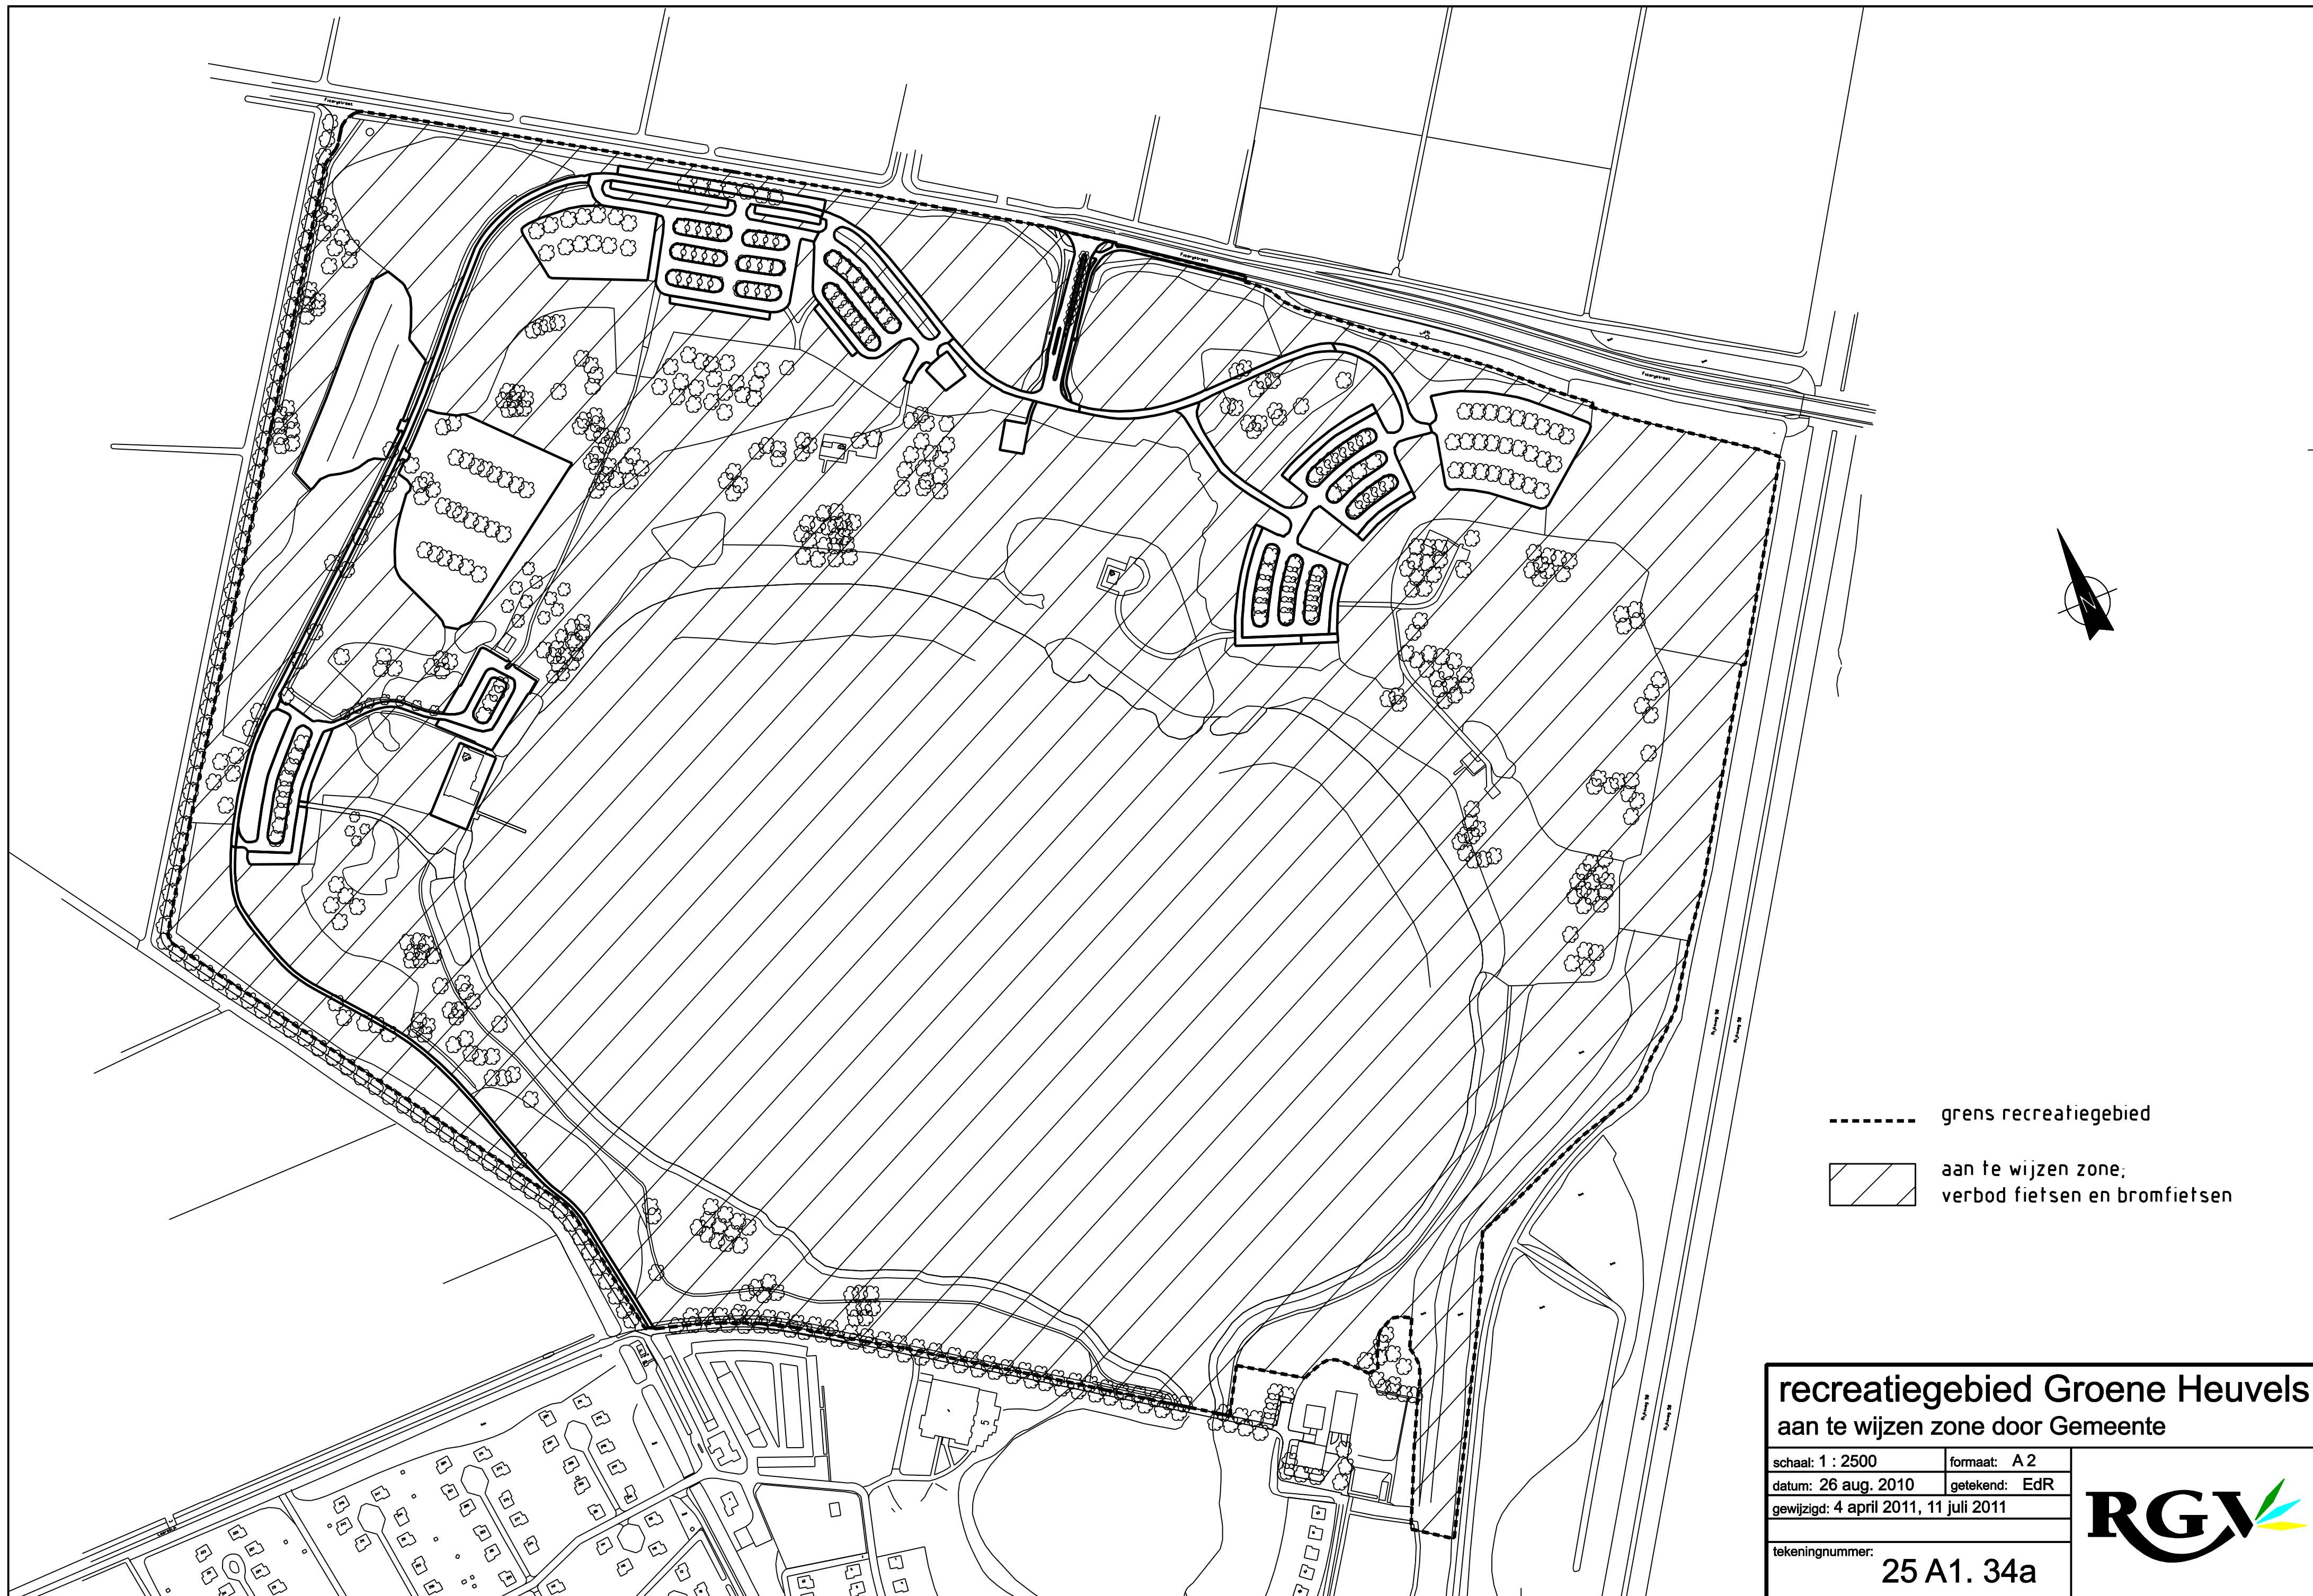 grens recreatiegebied
aan te wijzen zone;
verbod fietsen en bromfietsen
recreatiegebied Groene Heuvels
aan te wijzen zone door Gemeente
schaal: 1 : 2500
formaat: A 2
datum: 26 aug. 2010
getekend: EdR
gewijzigd: 4 april 2011, 11 juli 2011
tekeningnummer:
25 A1. 34a
RGV
N
5